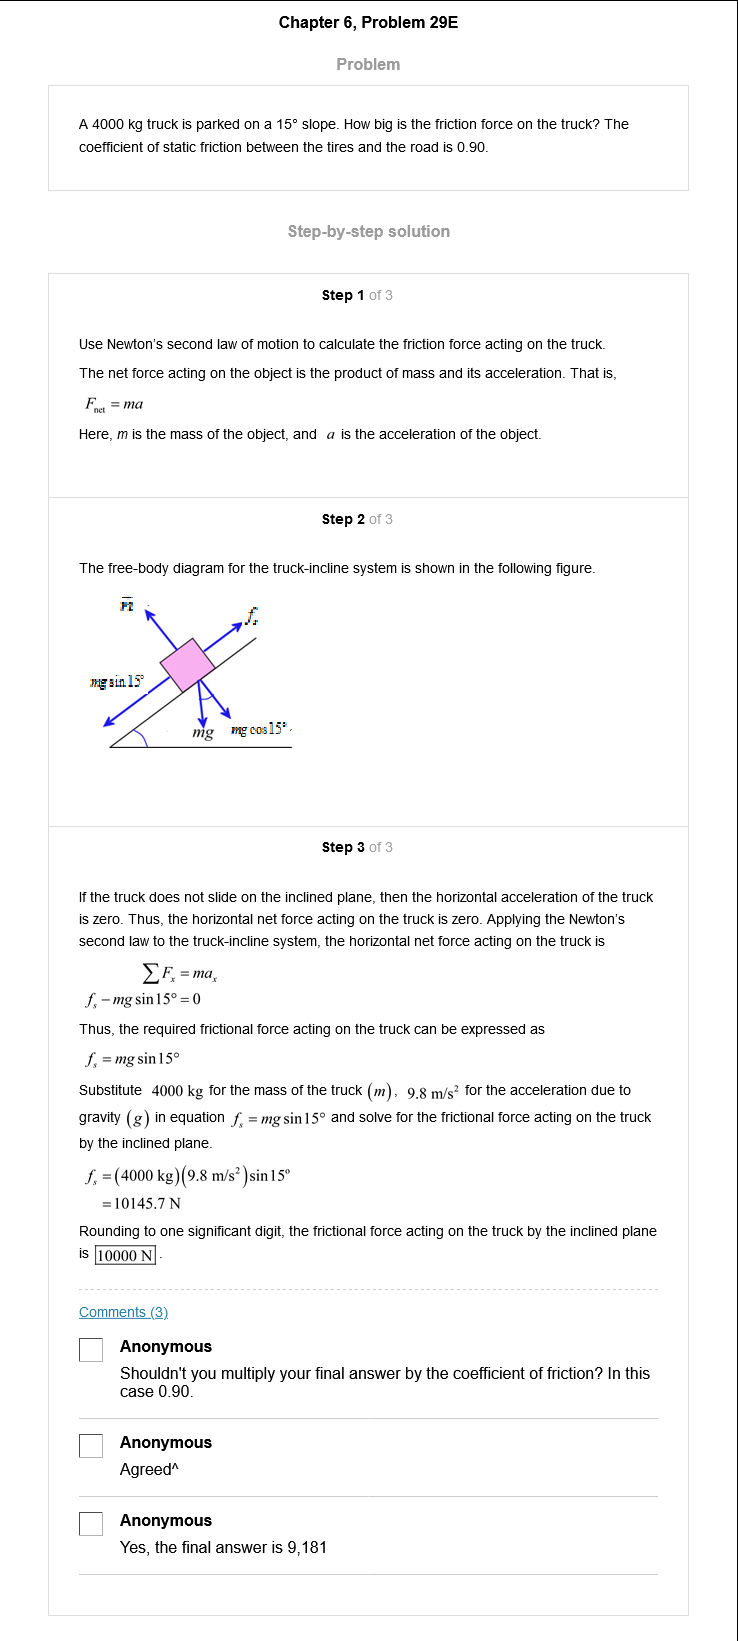 Chapter 6, Problem 29E
Problem
A 4000 kg truck is parked on a 15° slope. How big is the friction force on the truck? The
coefficient of static friction between the tires and the road is 0.90.
Step-by-step solution
Step 1 of 3
Use Newton's second law of motion to calculate the friction force acting on the truck.
The net force acting on the object is the product of mass and its acceleration. That is,
F_net = ma
Here, m is the mass of the object, and a is the acceleration of the object.
Step 2 of 3
The free-body diagram for the truck-incline system is shown in the following figure.
f_s
mg sin 15°
mg
mg cos 15°
Step 3 of 3
If the truck does not slide on the inclined plane, then the horizontal acceleration of the truck
is zero. Thus, the horizontal net force acting on the truck is zero. Applying the Newton's
second law to the truck-incline system, the horizontal net force acting on the truck is
∑F_x = ma_x
f_s − mg sin 15° = 0
Thus, the required frictional force acting on the truck can be expressed as
f_s = mg sin 15°
Substitute 4000 kg for the mass of the truck (m), 9.8 m/s² for the acceleration due to
gravity (g) in equation f_s = mg sin 15° and solve for the frictional force acting on the truck
by the inclined plane.
f_s = (4000 kg)(9.8 m/s²) sin 15°
= 10145.7 N
Rounding to one significant digit, the frictional force acting on the truck by the inclined plane
is 10000 N.
Comments (3)
Anonymous
Shouldn't you multiply your final answer by the coefficient of friction? In this
case 0.90.
Anonymous
Agreed^
Anonymous
Yes, the final answer is 9,181